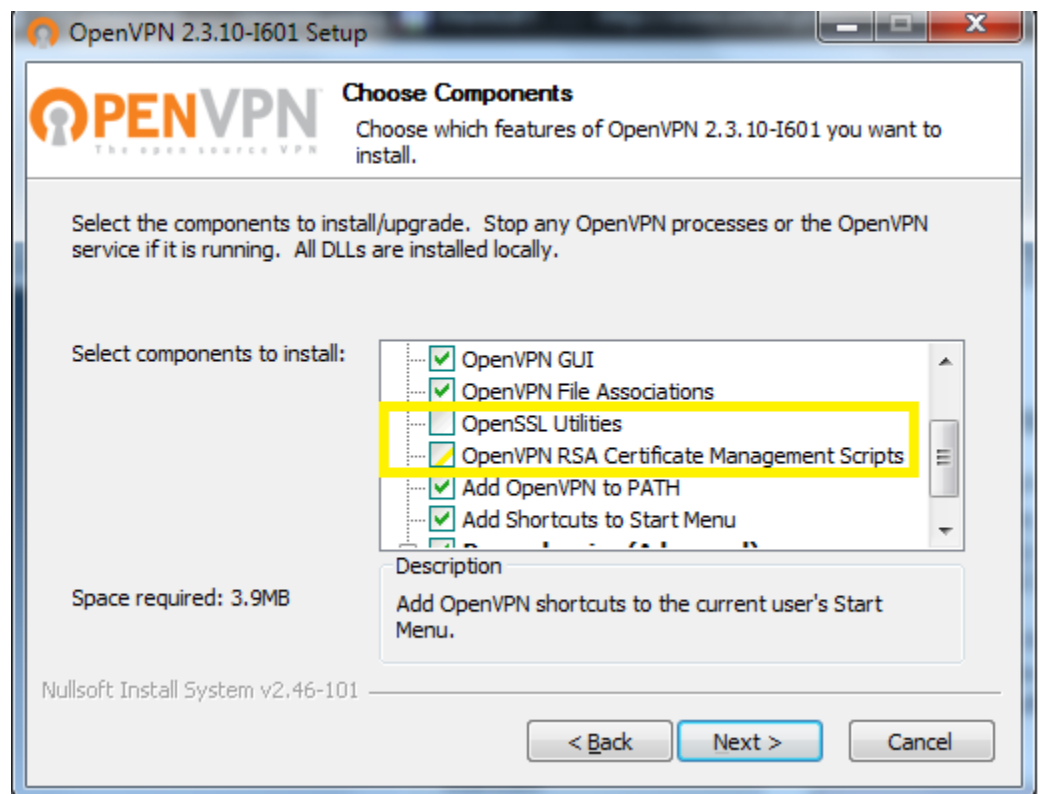 OpenVPN 2.3.10-I601 Setup
OPENVPN
The open source VPN
Choose Components
Choose which features of OpenVPN 2.3.10-I601 you want to
install.
Select the components to install/upgrade. Stop any OpenVPN processes or the OpenVPN
service if it is running. All DLLs are installed locally.
Select components to install:
OpenVPN GUI
OpenVPN File Associations
OpenSSL Utilities
OpenVPN RSA Certificate Management Scripts
Add OpenVPN to PATH
Add Shortcuts to Start Menu
Space required: 3.9MB
Description
Add OpenVPN shortcuts to the current user's Start
Menu.
Nullsoft Install System v2.46-101
< Back
Next >
Cancel